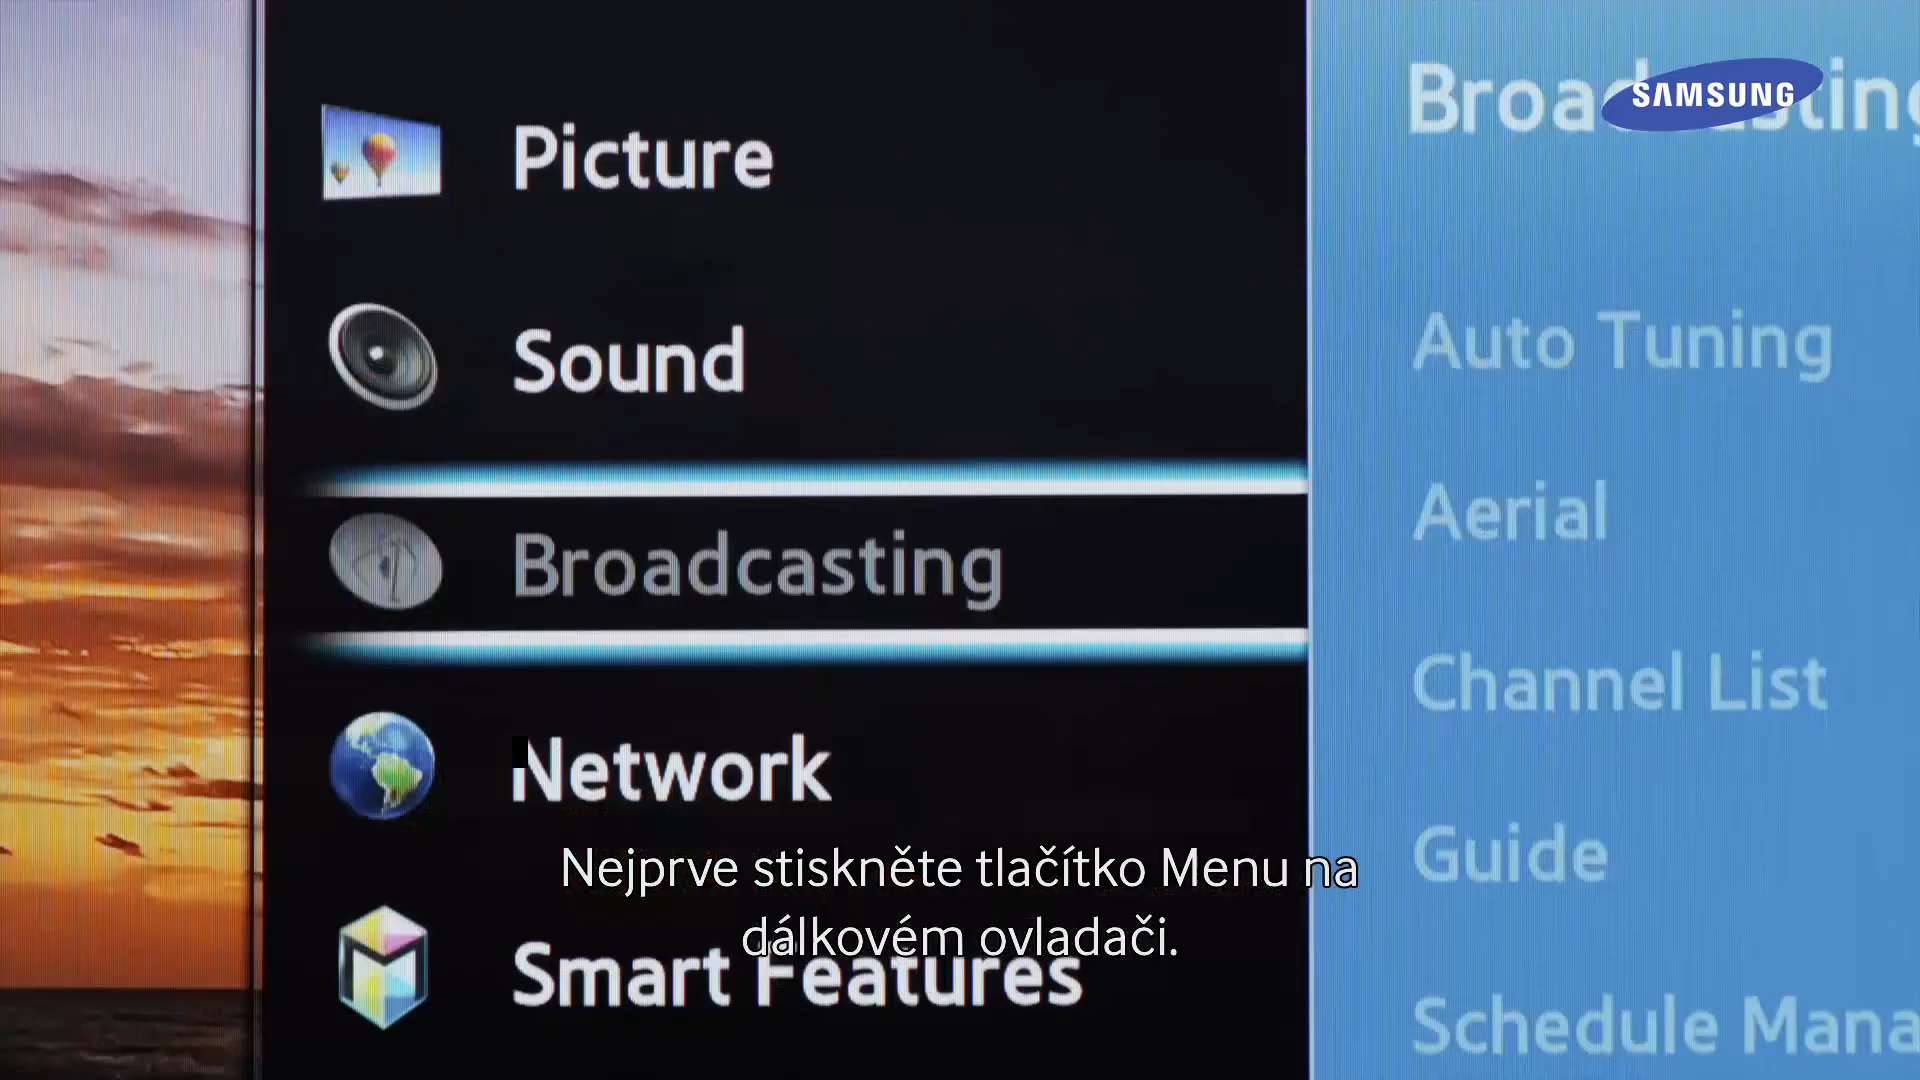 Picture
Sound
Broadcasting
Network
Smart Features
SAMSUNG
Auto Tuning
Aerial
Channel List
Guide
Schedule
Nejprve stiskněte tlačítko Menu na
dálkovém ovladači.